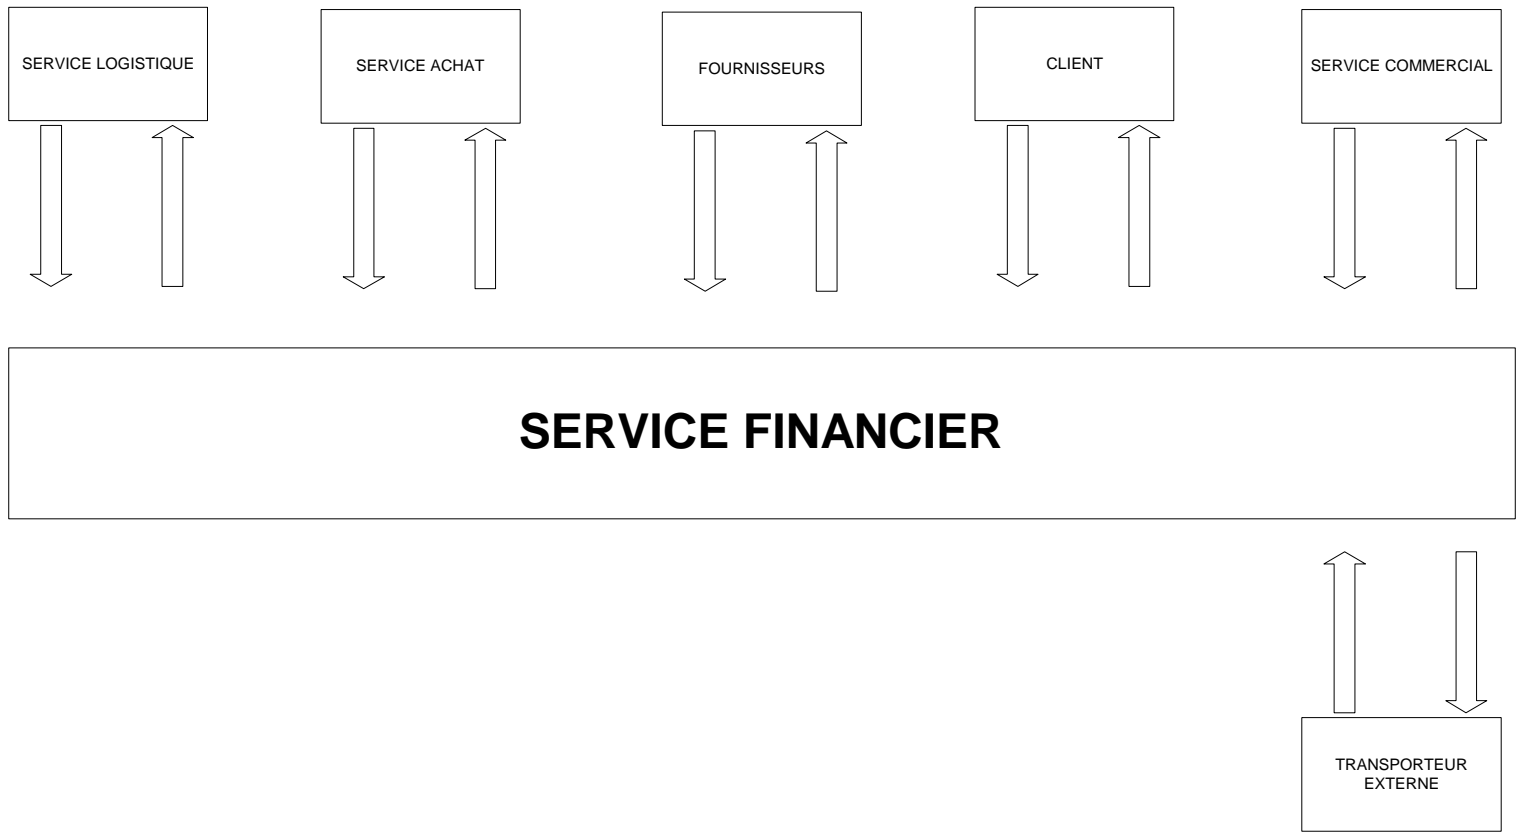 SERVICE LOGISTIQUE
SERVICE ACHAT
FOURNISSEURS
CLIENT
SERVICE COMMERCIAL
SERVICE FINANCIER
TRANSPORTEUR
EXTERNE